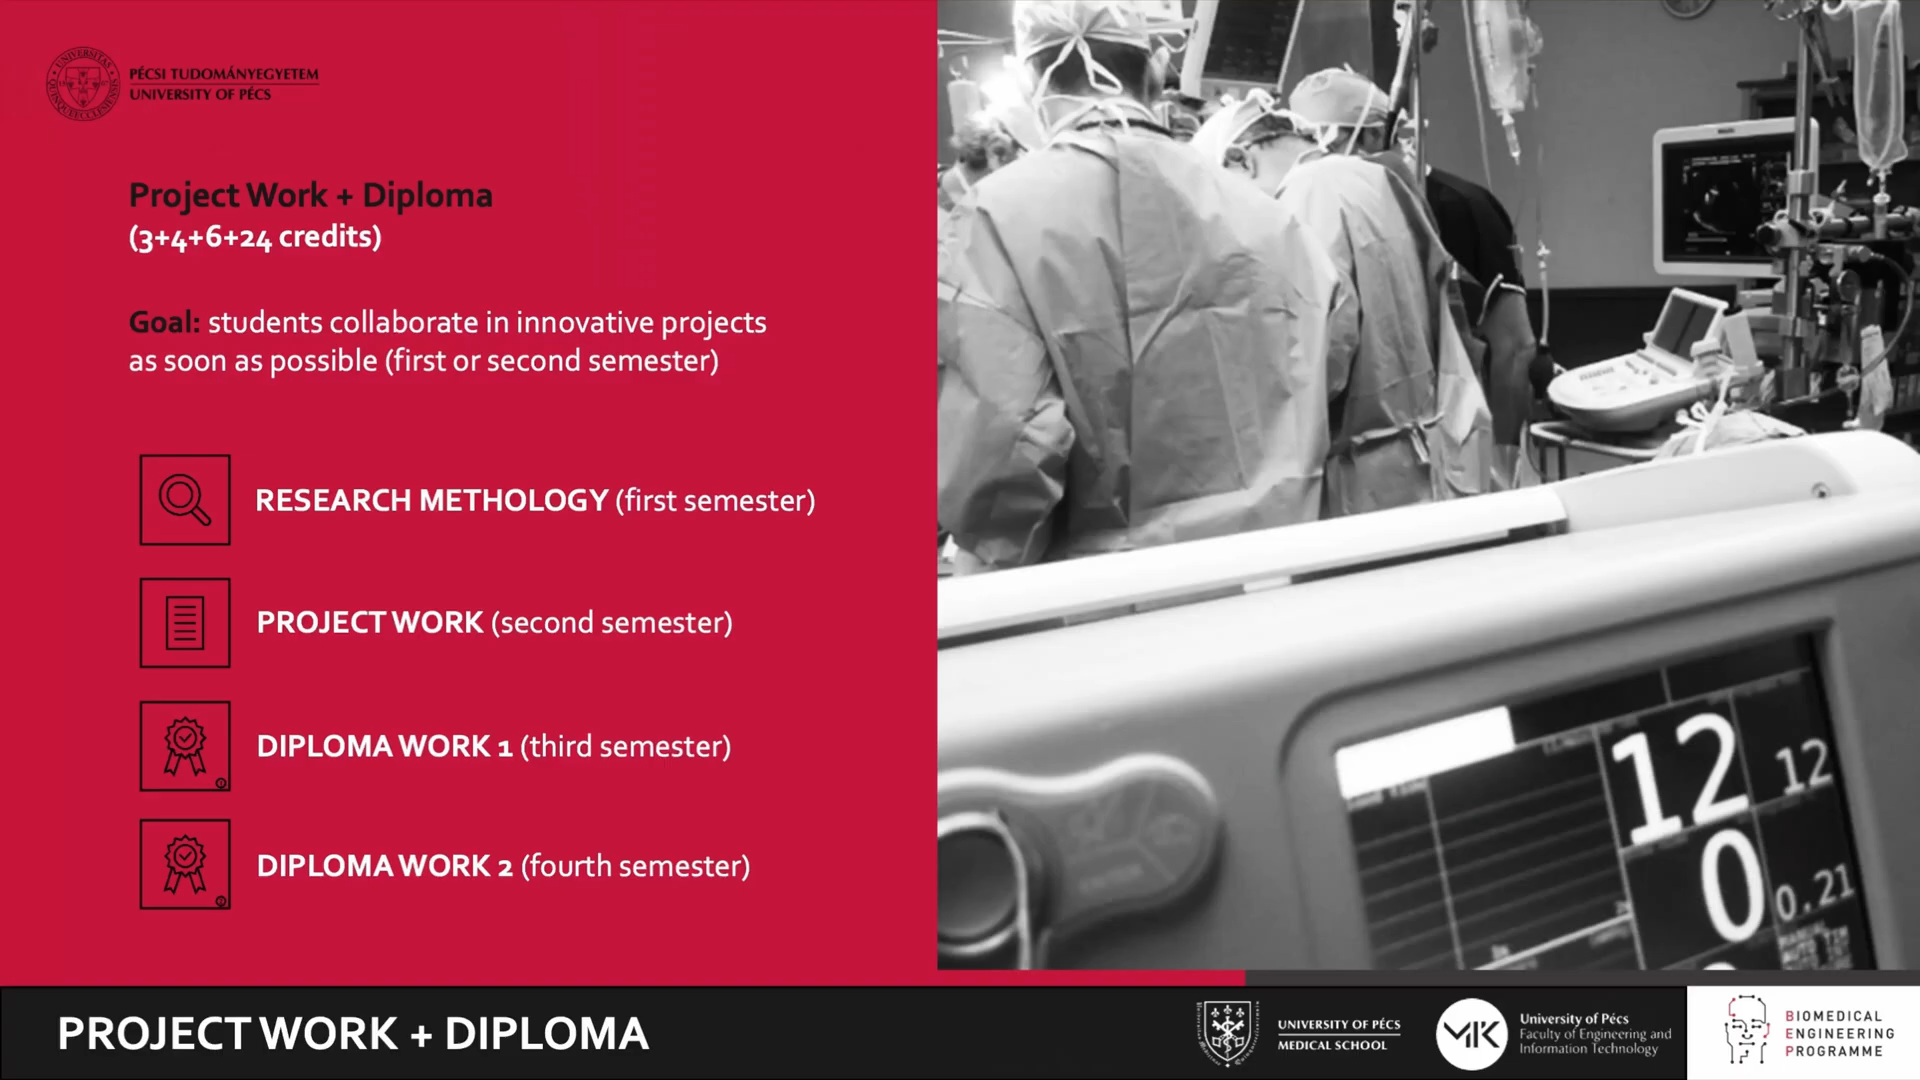 PÉCSI TUDOMÁNYEGYETEM
UNIVERSITY OF PÉCS
Project Work + Diploma
(3+4+6+24 credits)
Goal: students collaborate in innovative projects
as soon as possible (first or second semester)
RESEARCH METHOLOGY (first semester)
PROJECT WORK (second semester)
DIPLOMA WORK 1 (third semester)
DIPLOMA WORK 2 (fourth semester)
12
12
0
0.21
PROJECT WORK + DIPLOMA
UNIVERSITY OF PÉCS
MEDICAL SCHOOL
MIK
University of Pécs
Faculty of Engineering and
Information Technology
BIOMEDICAL
ENGINEERING
PROGRAMME